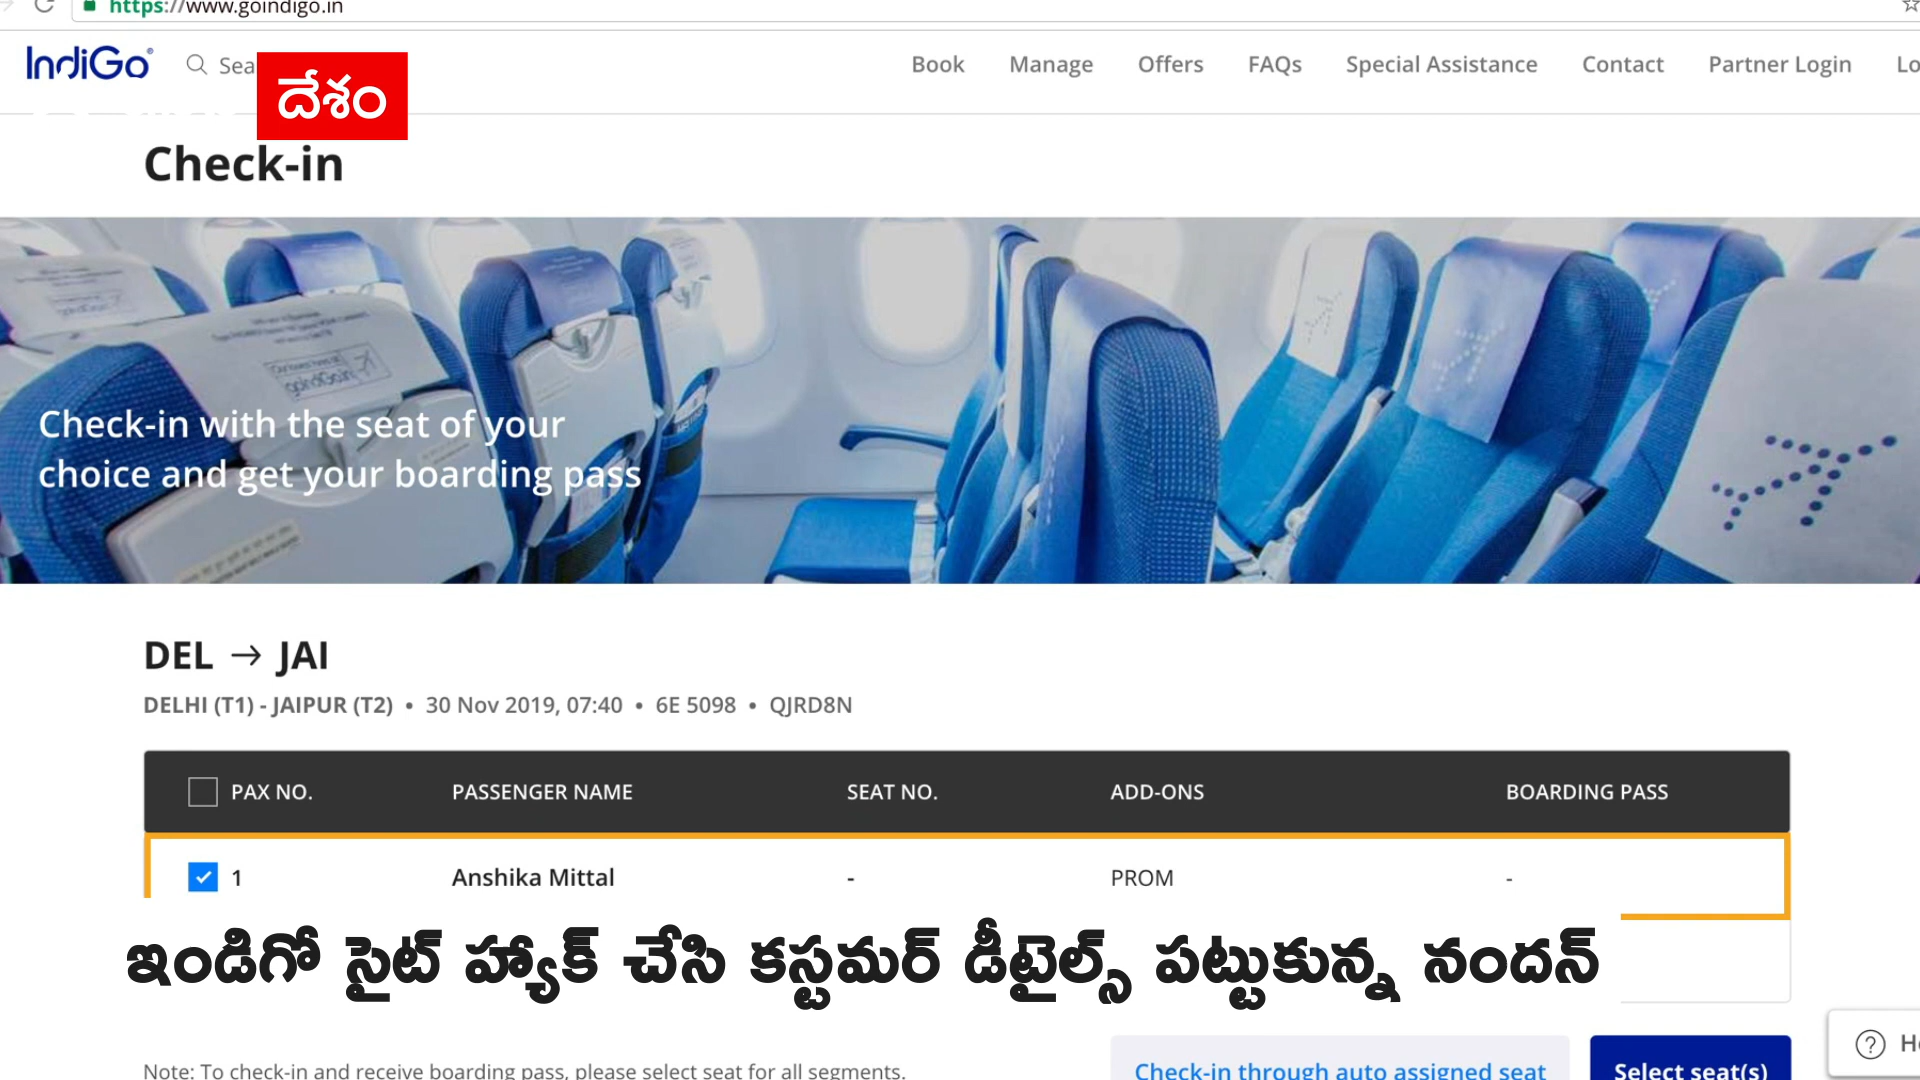 https://www.goindigo.in
IndiGo
Book Manage Offers FAQs Special Assistance Contact Partner Login
దేశం
Check-in
Check-in with the seat of your
choice and get your boarding pass
DEL → JAI
DELHI (T1) - JAIPUR (T2) • 30 Nov 2019, 07:40 • 6E 5098 • QJRD8N
PAX NO. PASSENGER NAME SEAT NO. ADD-ONS BOARDING PASS
1 Anshika Mittal - PROM -
ఇండిగో సైట్ హ్యాక్ చేసి కస్టమర్ డీటైల్స్ పట్టుకున్న నందన్
Note: To check-in and receive boarding pass, please select seat for all segments.
Check-in through auto assigned seat
Select seat(s)